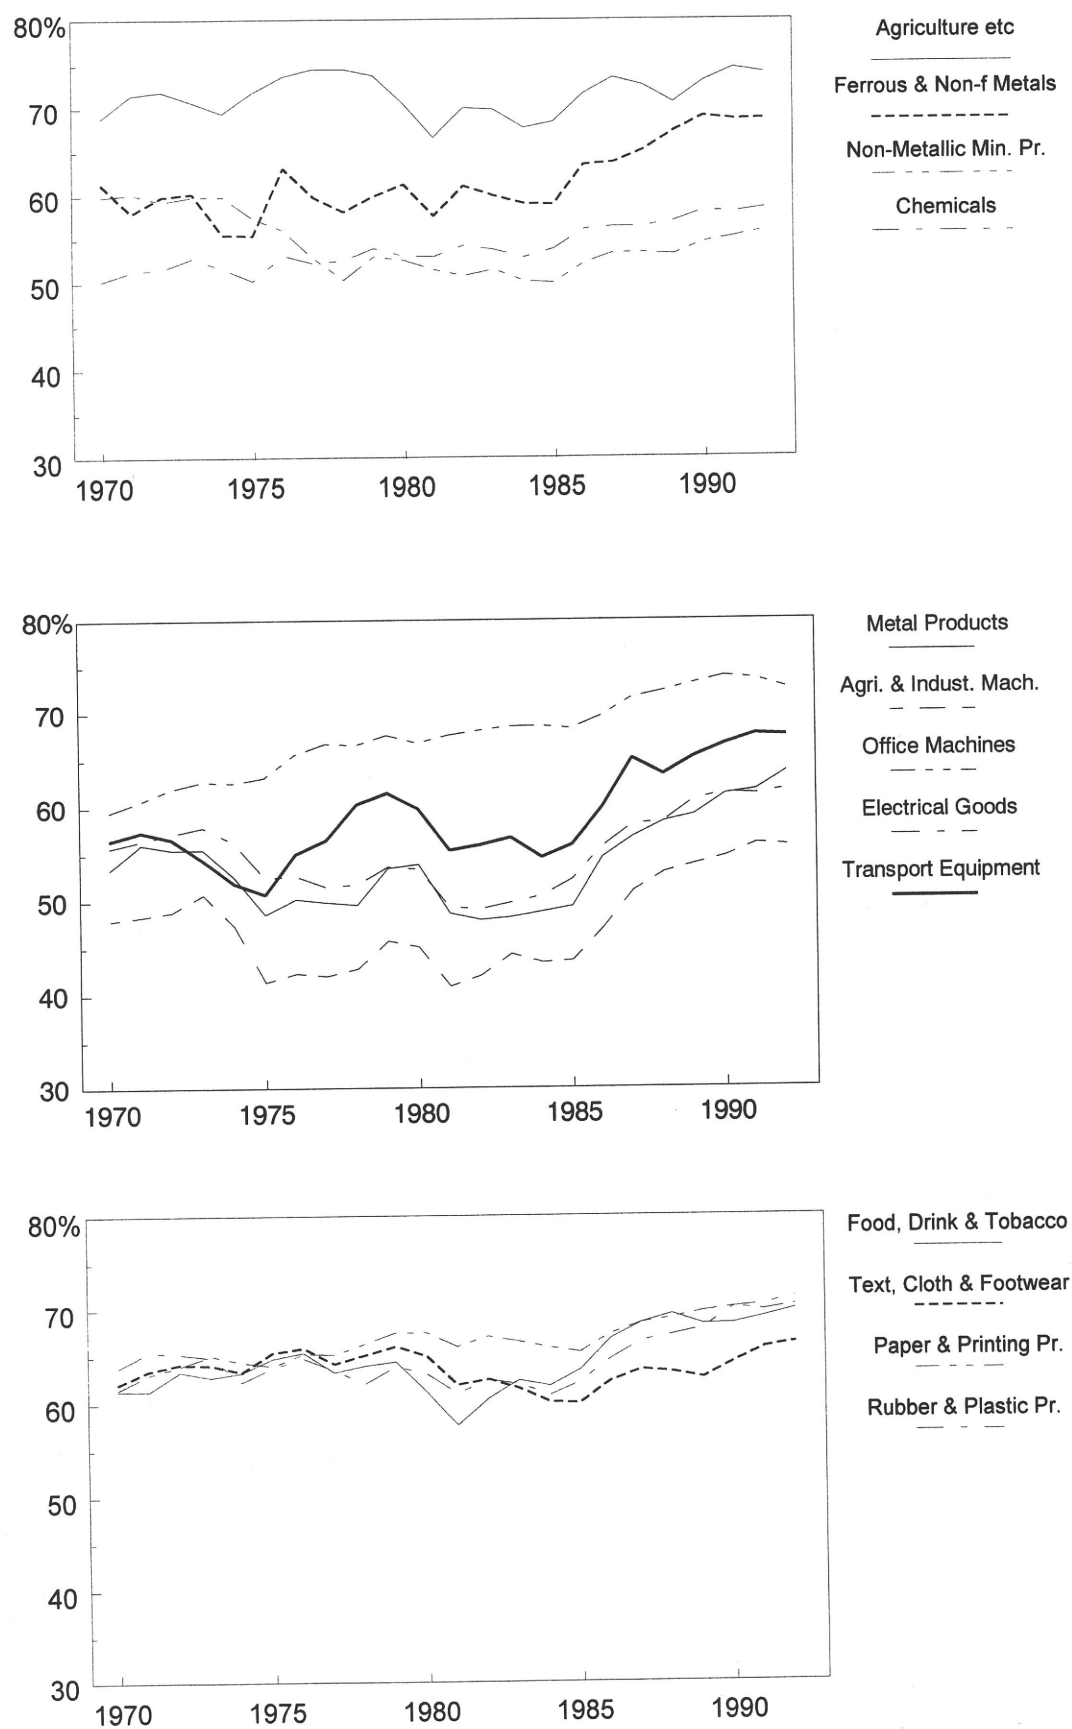 80%
70
60
50
40
30
1970 1975 1980 1985 1990
Agriculture etc
Ferrous & Non-f Metals
Non-Metallic Min. Pr.
Chemicals
80%
70
60
50
40
30
1970 1975 1980 1985 1990
Metal Products
Agri. & Indust. Mach.
Office Machines
Electrical Goods
Transport Equipment
80%
70
60
50
40
30
1970 1975 1980 1985 1990
Food, Drink & Tobacco
Text, Cloth & Footwear
Paper & Printing Pr.
Rubber & Plastic Pr.